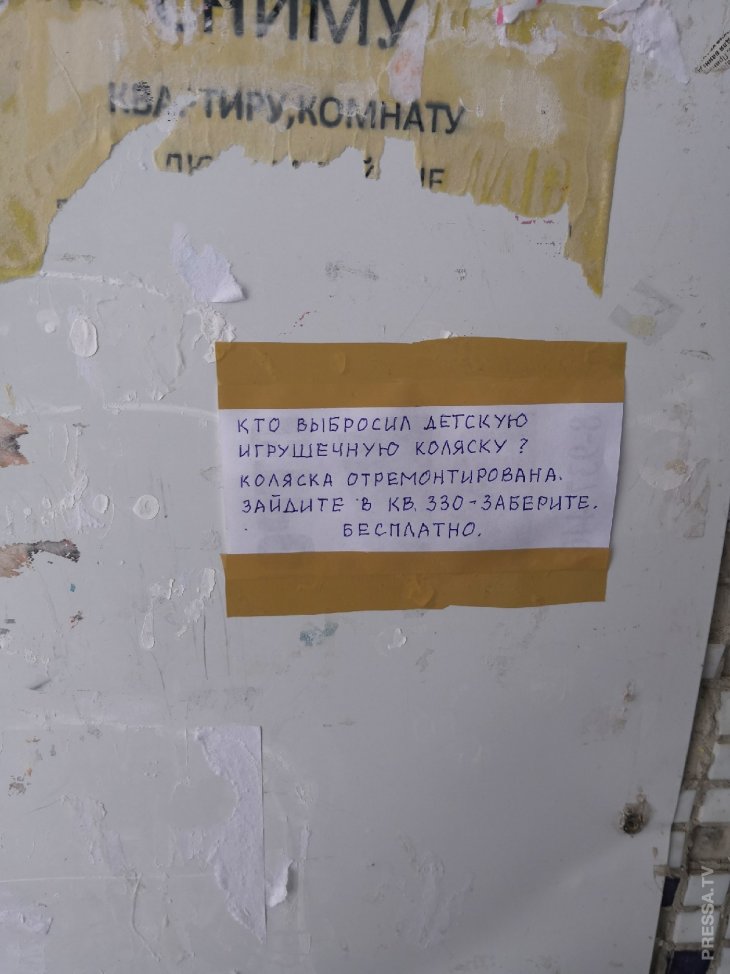 СНИМУ
КВАРТИРУ,КОМНАТУ
КТО ВЫБРОСИЛ ДЕТСКУЮ
ИГРУШЕЧНУЮ КОЛЯСКУ ?
КОЛЯСКА ОТРЕМОНТИРОВАНА.
ЗАЙДИТЕ В КВ. 330-ЗАБЕРИТЕ.
БЕСПЛАТНО.
PRESSA.TV